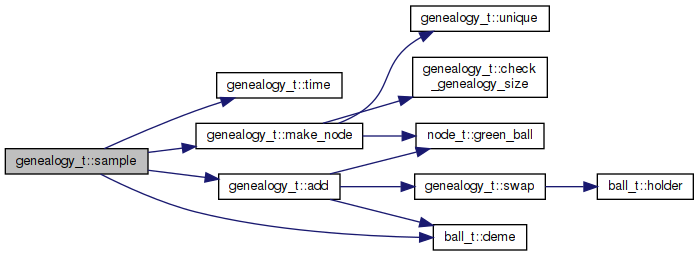 genealogy_t::unique
genealogy_t::check
_genealogy_size
genealogy_t::time
genealogy_t::make_node
node_t::green_ball
genealogy_t::sample
genealogy_t::add
genealogy_t::swap
ball_t::holder
ball_t::deme